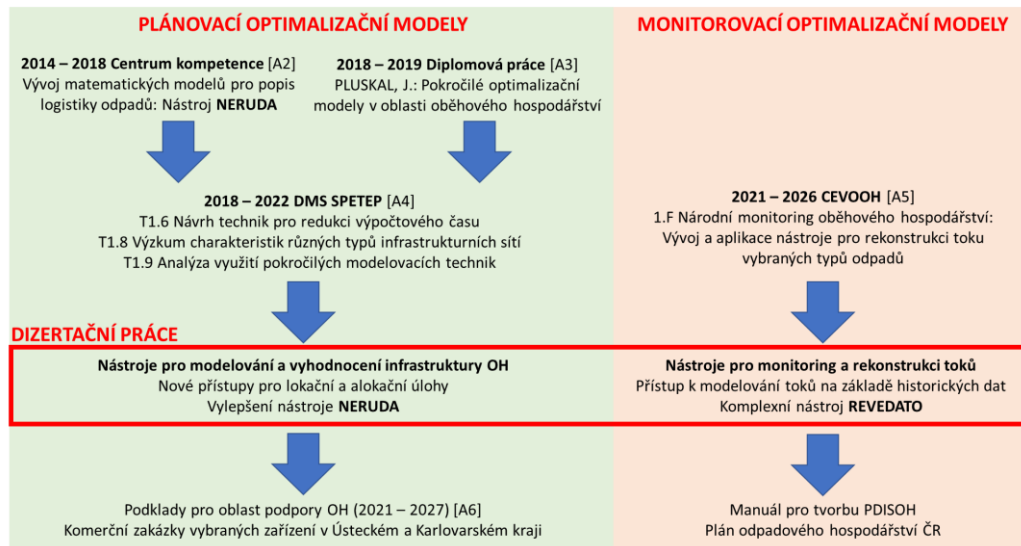 PLÁNOVACÍ OPTIMALIZAČNÍ MODELY
2014 – 2018 Centrum kompetence [A2]
Vývoj matematických modelů pro popis
logistiky odpadů: Nástroj NERUDA
2018 – 2019 Diplomová práce [A3]
PLUSKAL, J.: Pokročilé optimalizační
modely v oblasti oběhového hospodářství
2018 – 2022 DMS SPETEP [A4]
T1.6 Návrh technik pro redukci výpočtového času
T1.8 Výzkum charakteristik různých typů infrastrukturních sítí
T1.9 Analýza využití pokročilých modelovacích technik
MONITOROVACÍ OPTIMALIZAČNÍ MODELY
2021 – 2026 CEVOOH [A5]
1.F Národní monitoring oběhového hospodářství:
Vývoj a aplikace nástroje pro rekonstrukci toku
vybraných typů odpadů
DIZERTAČNÍ PRÁCE
Nástroje pro modelování a vyhodnocení infrastruktury OH
Nové přístupy pro lokační a alokační úlohy
Vylepšení nástroje NERUDA
Nástroje pro monitoring a rekonstrukci toků
Přístup k modelování toků na základě historických dat
Komplexní nástroj REVEDATO
Podklady pro oblast podpory OH (2021 – 2027) [A6]
Komerční zakázky vybraných zařízení v Ústeckém a Karlovarském kraji
Manuál pro tvorbu PDISOH
Plán odpadového hospodářství ČR